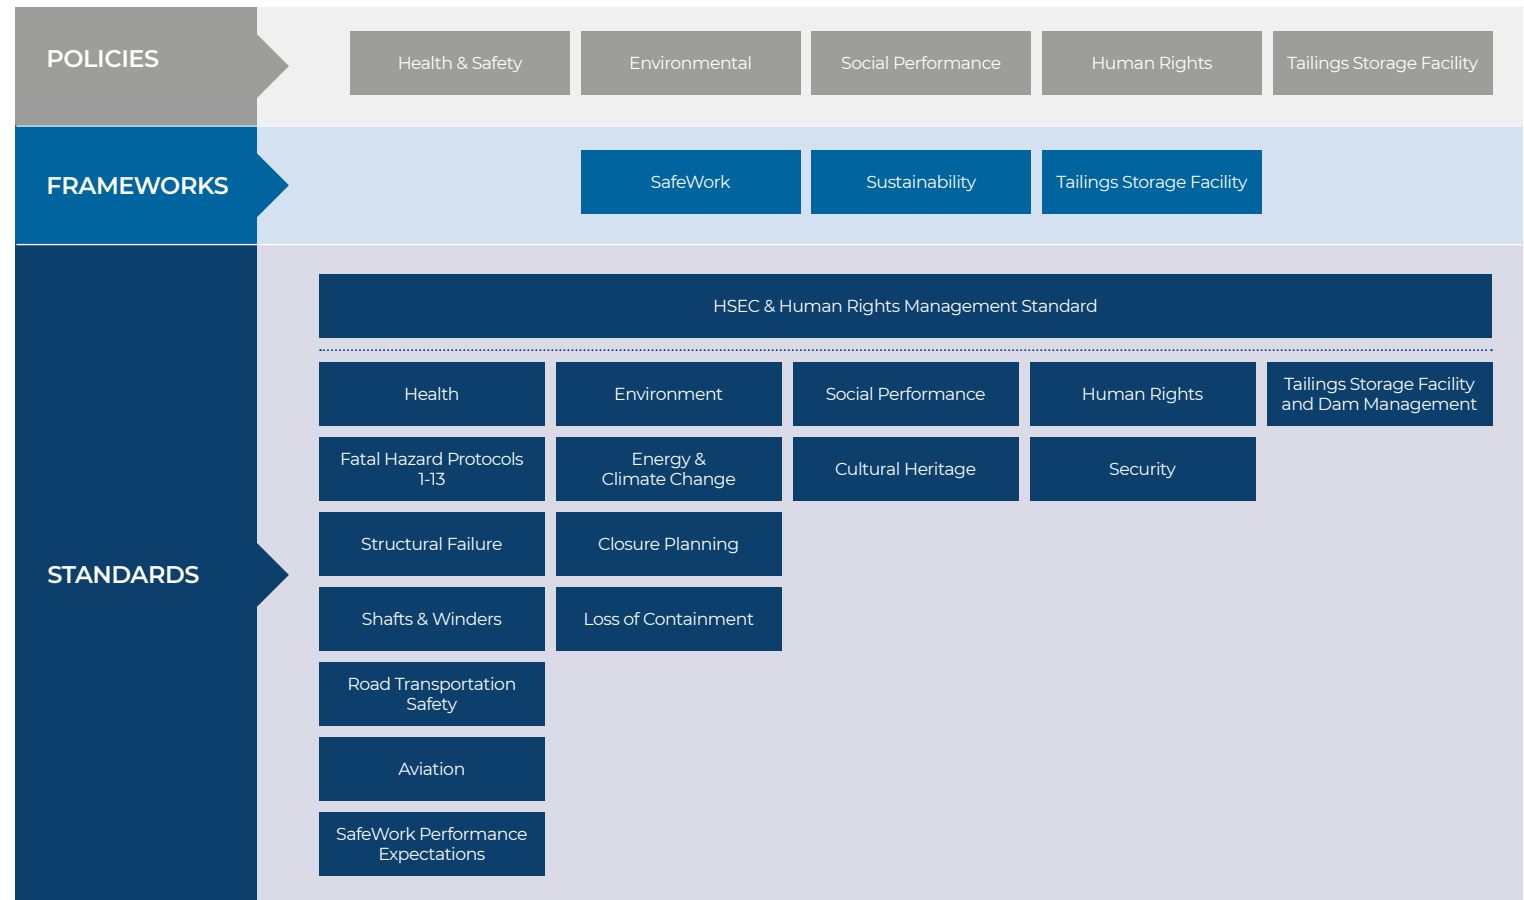 POLICIES
Health & Safety
Environmental
Social Performance
Human Rights
Tailings Storage Facility
FRAMEWORKS
SafeWork
Sustainability
Tailings Storage Facility
STANDARDS
HSEC & Human Rights Management Standard
Health
Environment
Social Performance
Human Rights
Tailings Storage Facility
and Dam Management
Fatal Hazard Protocols
1-13
Energy &
Climate Change
Cultural Heritage
Security
Structural Failure
Closure Planning
Shafts & Winders
Loss of Containment
Road Transportation
Safety
Aviation
SafeWork Performance
Expectations